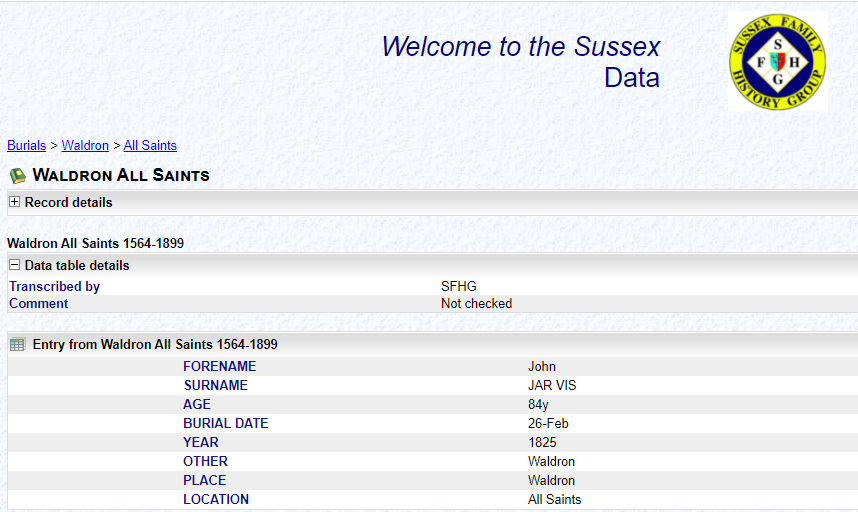 Welcome to the Sussex
Data
SUSSEX FAMILY
S
F H
G
HISTORY GROUP
Burials > Waldron > All Saints
WALDRON ALL SAINTS
Record details
Waldron All Saints 1564-1899
Data table details
Transcribed by SFHG
Comment Not checked
Entry from Waldron All Saints 1564-1899
FORENAME John
SURNAME JAR VIS
AGE 84y
BURIAL DATE 26-Feb
YEAR 1825
OTHER Waldron
PLACE Waldron
LOCATION All Saints